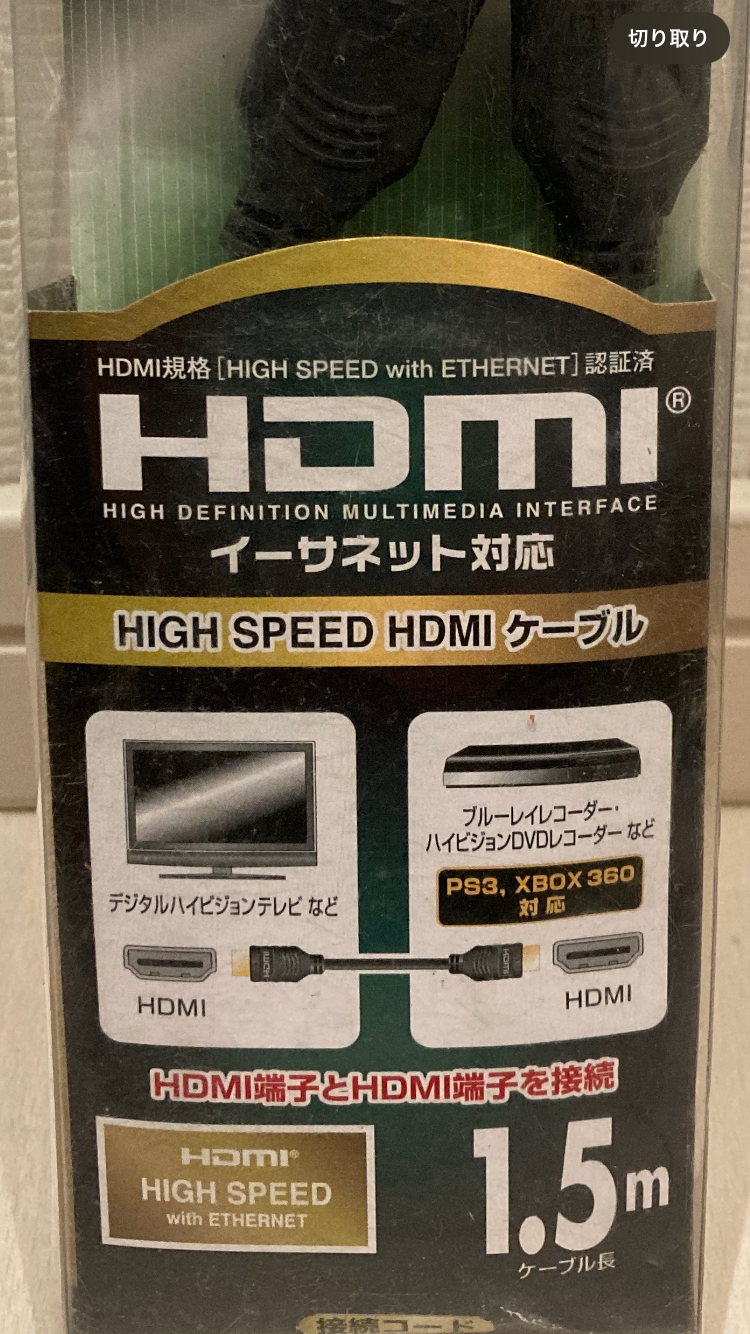 切り取り
HDMI規格[HIGH SPEED with ETHERNET]認証済
HDMI®
HIGH DEFINITION MULTIMEDIA INTERFACE
イーサネット対応
HIGH SPEED HDMI ケーブル
デジタルハイビジョンテレビ など
HDMI
ブルーレイレコーダー・
ハイビジョンDVDレコーダー など
PS3, XBOX 360
対応
HDMI
HDMI
HDMI
HDMI端子とHDMI端子を接続
HDMI®
HIGH SPEED
with ETHERNET
1.5m
ケーブル長
接続コード